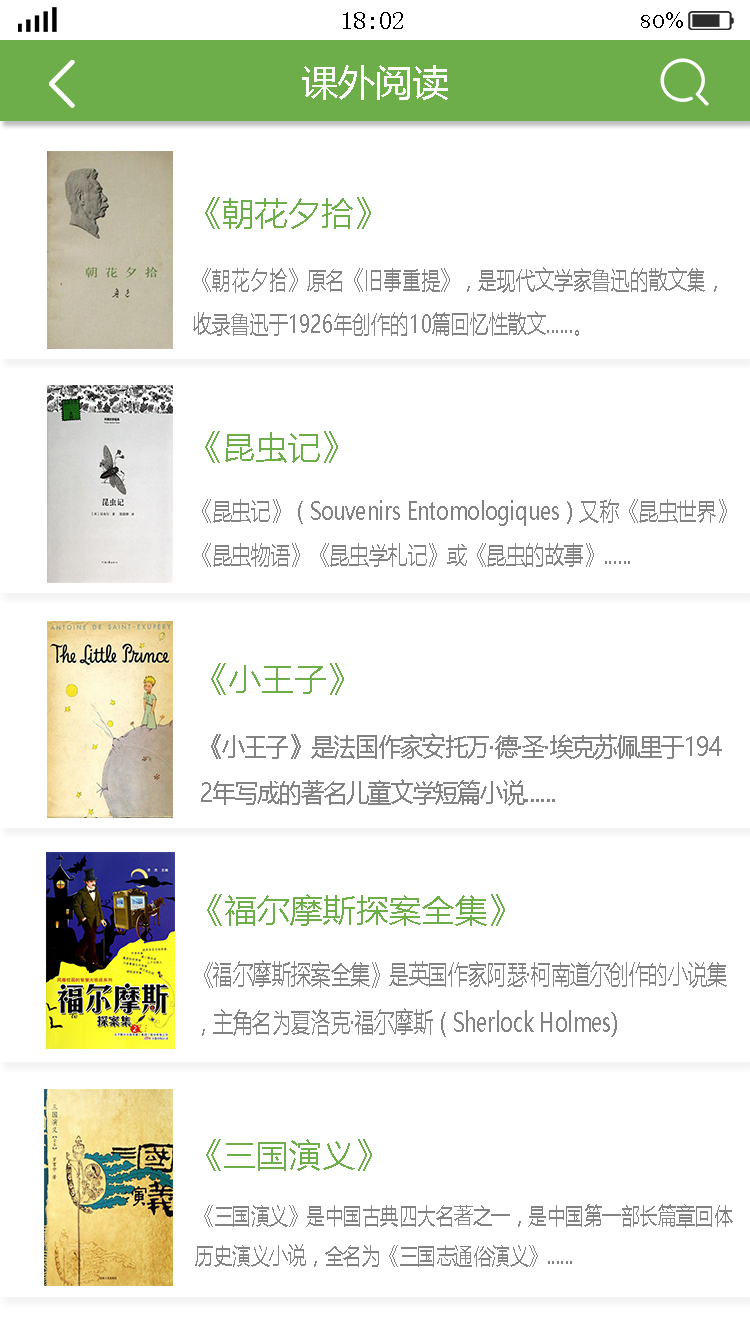 18:02
80%
课外阅读
朝花夕拾
《朝花夕拾》
《朝花夕拾》原名《旧事重提》，是现代文学家鲁迅的散文集，
收录鲁迅于1926年创作的10篇回忆性散文......。
昆虫记
《昆虫记》
《昆虫记》（Souvenirs Entomologiques）又称《昆虫世界》
《昆虫物语》《昆虫学札记》或《昆虫的故事》......
ANTOINE DE SAINT-EXUPÉRY
The Little Prince
《小王子》
《小王子》是法国作家安托万·德·圣·埃克苏佩里于194
2年写成的著名儿童文学短篇小说......
福尔摩斯
探案集2
《福尔摩斯探案全集》
《福尔摩斯探案全集》是英国作家阿瑟·柯南道尔创作的小说集
，主角名为夏洛克·福尔摩斯（Sherlock Holmes)
三国演义
三國
演義
《三国演义》
《三国演义》是中国古典四大名著之一，是中国第一部长篇章回体
历史演义小说，全名为《三国志通俗演义》......